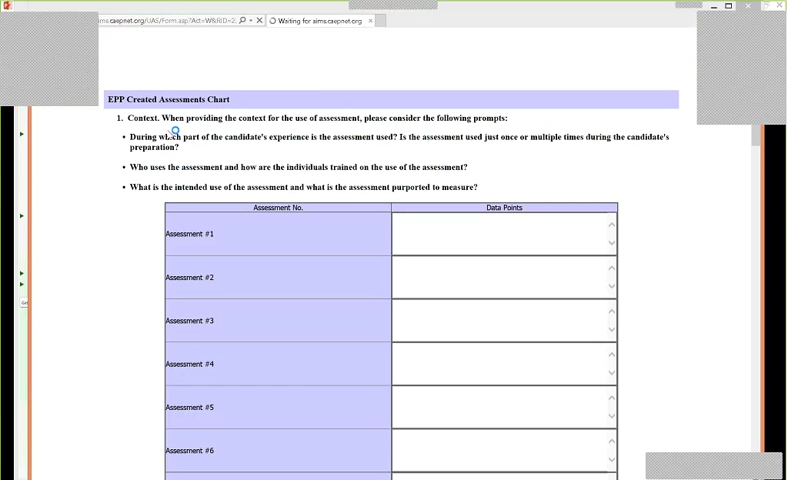 aims.caepnet.org/UAS/Form.asp?Act=W&RID=2
Waiting for aims.caepnet.org
EPP Created Assessments Chart
1. Context. When providing the context for the use of assessment, please consider the following prompts:
• During which part of the candidate's experience is the assessment used? Is the assessment used just once or multiple times during the candidate's
preparation?
• Who uses the assessment and how are the individuals trained on the use of the assessment?
• What is the intended use of the assessment and what is the assessment purported to measure?
Assessment No. Data Points
Assessment #1
Assessment #2
Assessment #3
Assessment #4
Assessment #5
Assessment #6